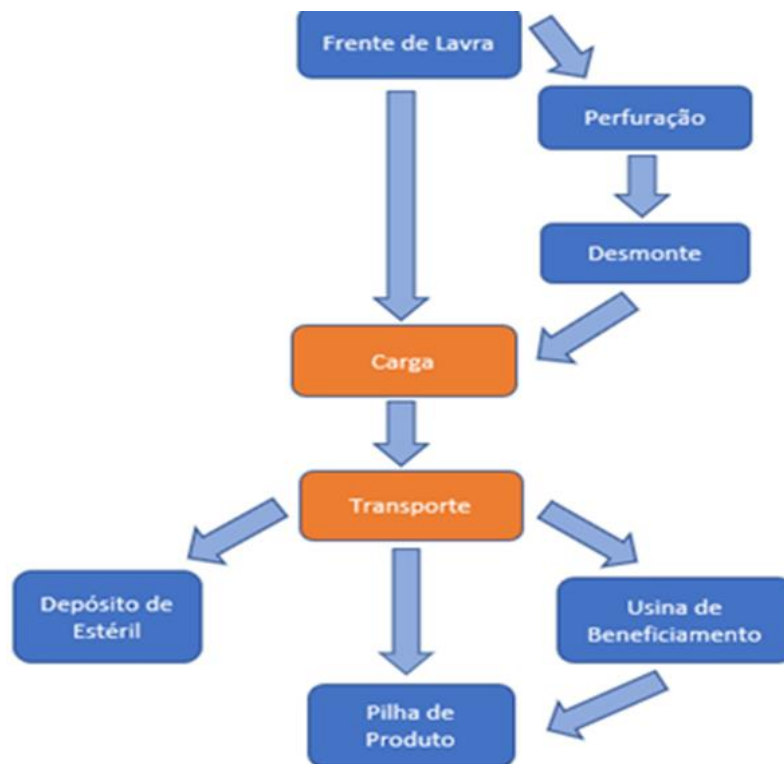 Frente de Lavra
Perfuração
Desmonte
Carga
Transporte
Depósito de
Estéril
Usina de
Beneficiamento
Pilha de
Produto